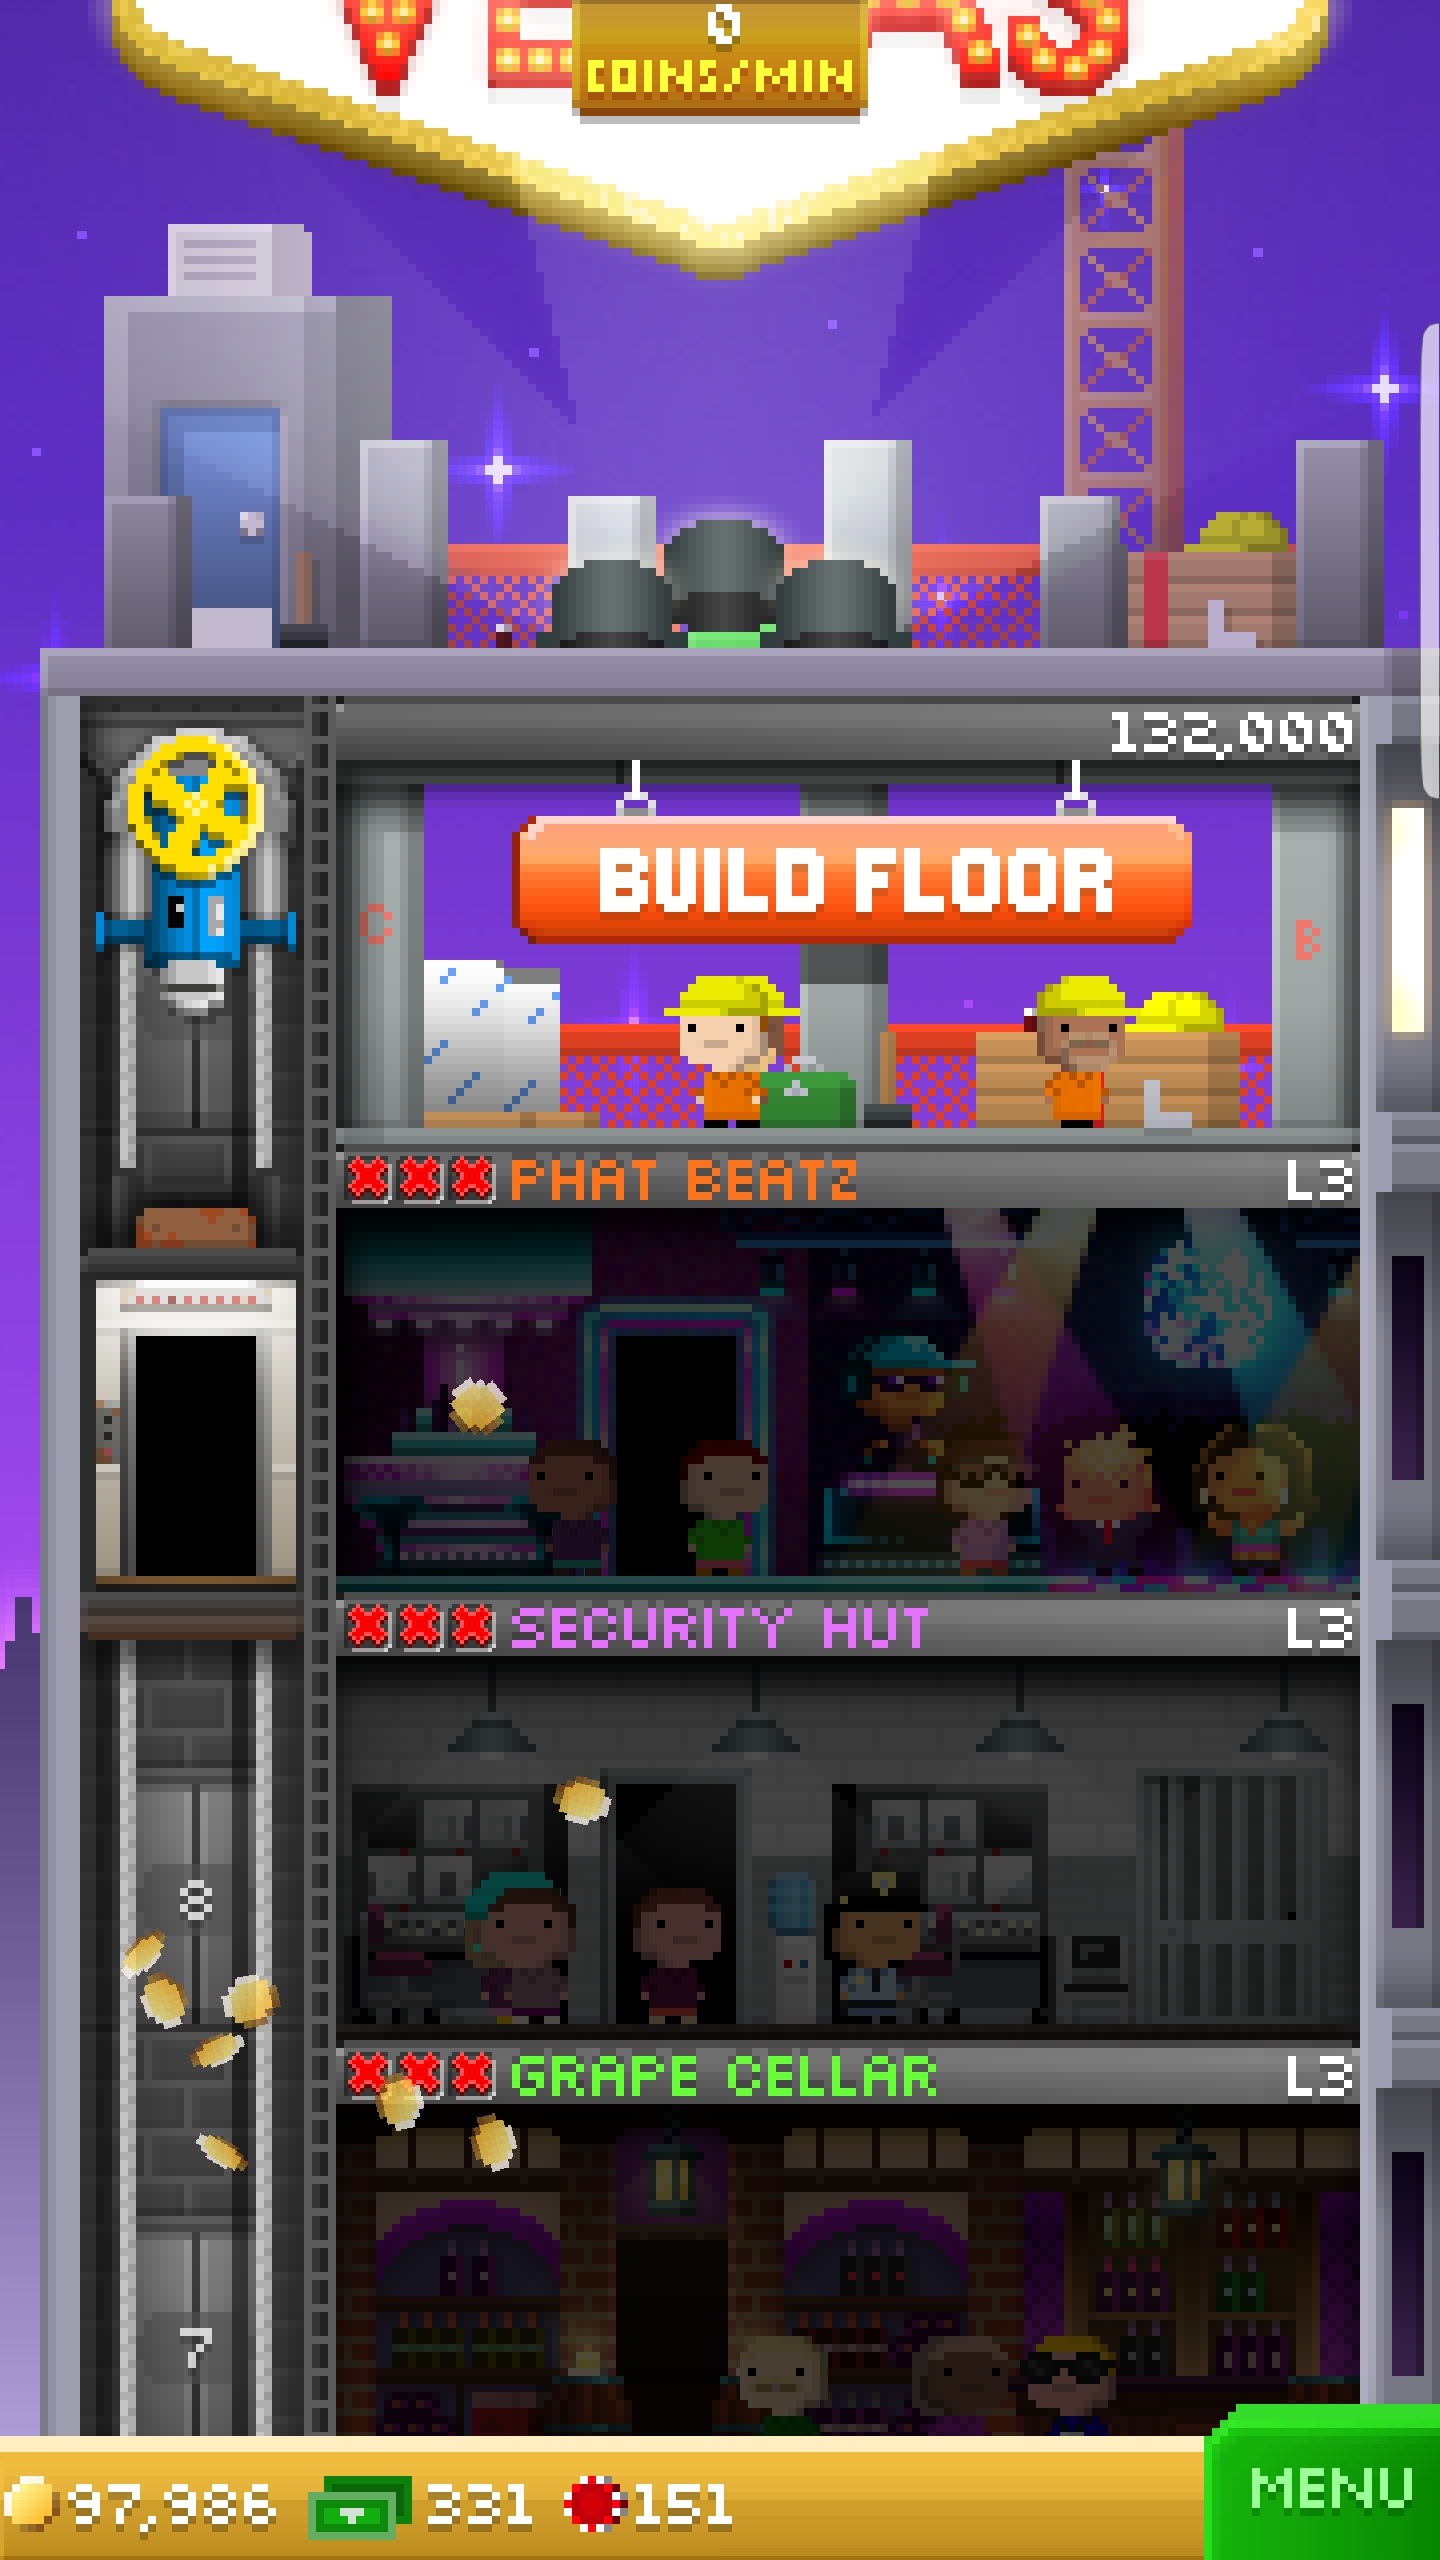 0
COINS/MIN
132,000
BUILD FLOOR
C
B
PHAT BEATZ L3
SECURITY HUT L3
8
GRAPE CELLAR L3
7
97,986 331 151
MENU